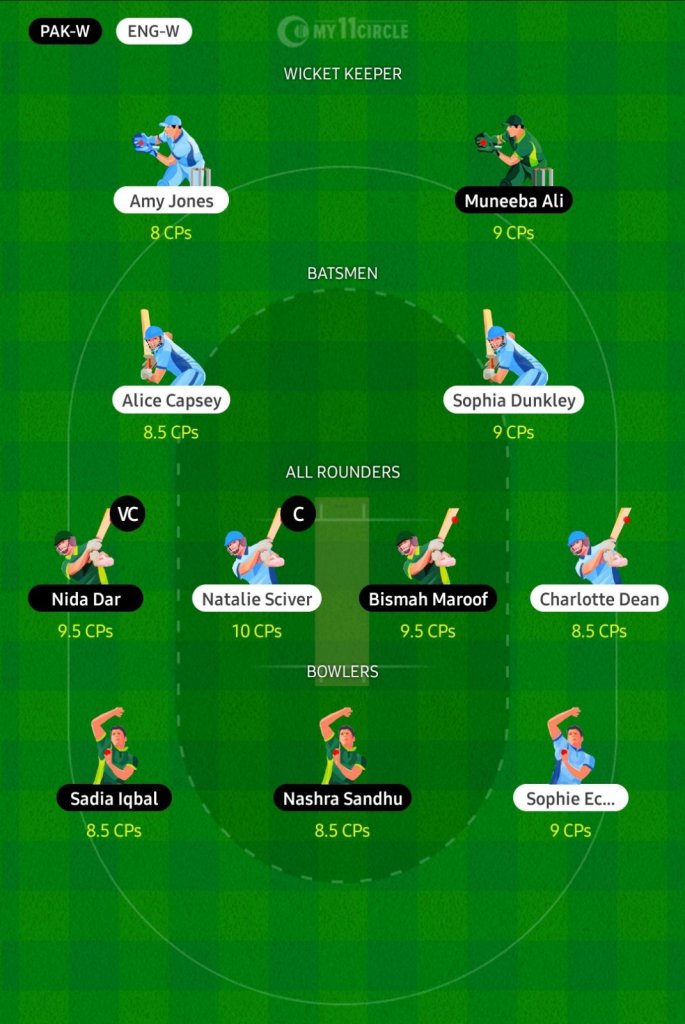 PAK-W ENG-W MY11CIRCLE
WICKET KEEPER
Amy Jones Muneeba Ali
8 CPs 9 CPs
BATSMEN
Alice Capsey Sophia Dunkley
8.5 CPs 9 CPs
ALL ROUNDERS
VC C
Nida Dar Natalie Sciver Bismah Maroof Charlotte Dean
9.5 CPs 10 CPs 9.5 CPs 8.5 CPs
BOWLERS
Sadia Iqbal Nashra Sandhu Sophie Ec...
8.5 CPs 8.5 CPs 9 CPs